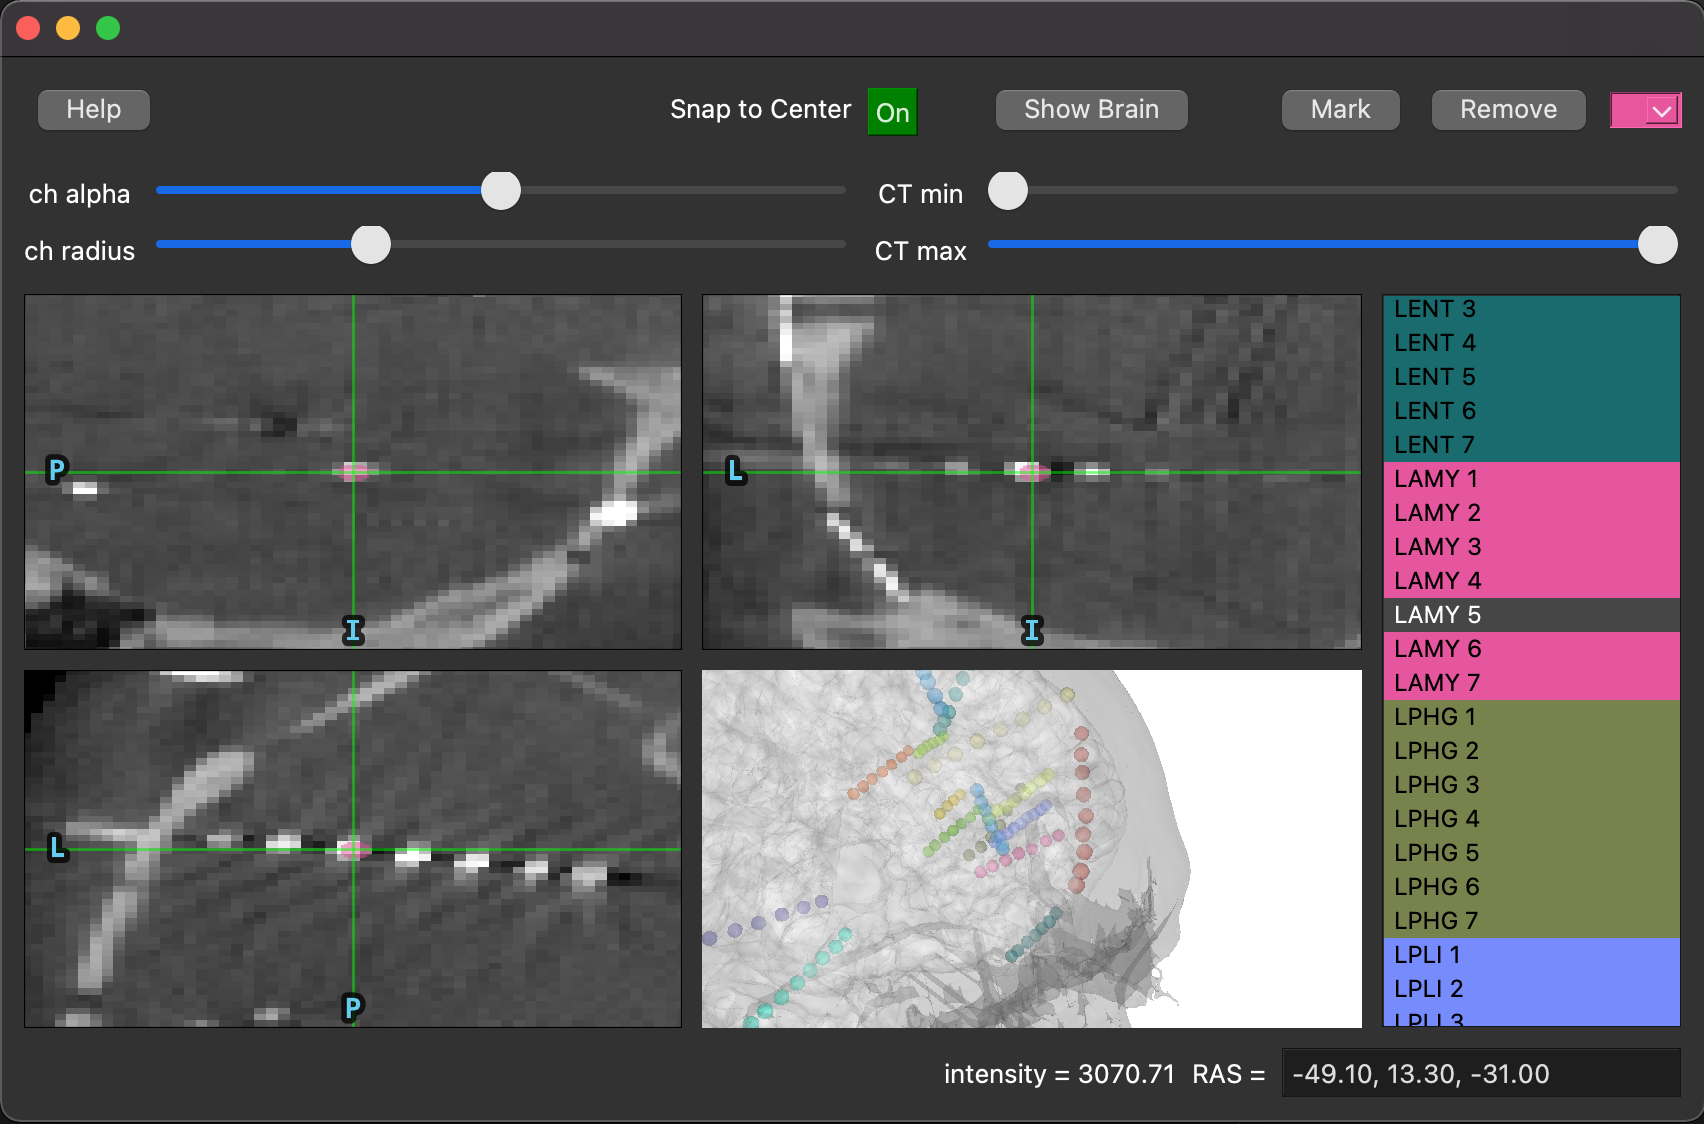 Help
Snap to Center
On
Show Brain
Mark
Remove
ch alpha
CT min
ch radius
CT max
P
I
L
I
L
P
LENT 3
LENT 4
LENT 5
LENT 6
LENT 7
LAMY 1
LAMY 2
LAMY 3
LAMY 4
LAMY 5
LAMY 6
LAMY 7
LPHG 1
LPHG 2
LPHG 3
LPHG 4
LPHG 5
LPHG 6
LPHG 7
LPLI 1
LPLI 2
LPLI 3
intensity = 3070.71 RAS = -49.10, 13.30, -31.00